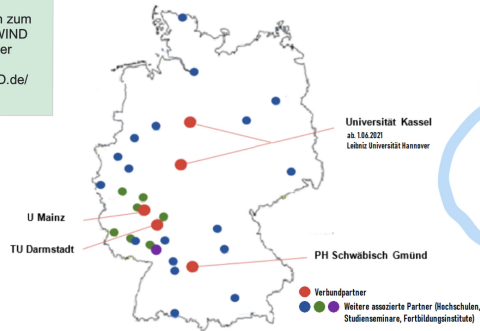 n zum
WIND
er
D.de/
Universität Kassel
ab. 1.06.2021
Leibniz Universität Hannover
U Mainz
TU Darmstadt
PH Schwäbisch Gmünd
Verbundpartner
Weitere assozierte Partner (Hochschulen,
Studienseminare, Fortbildungsinstitute)